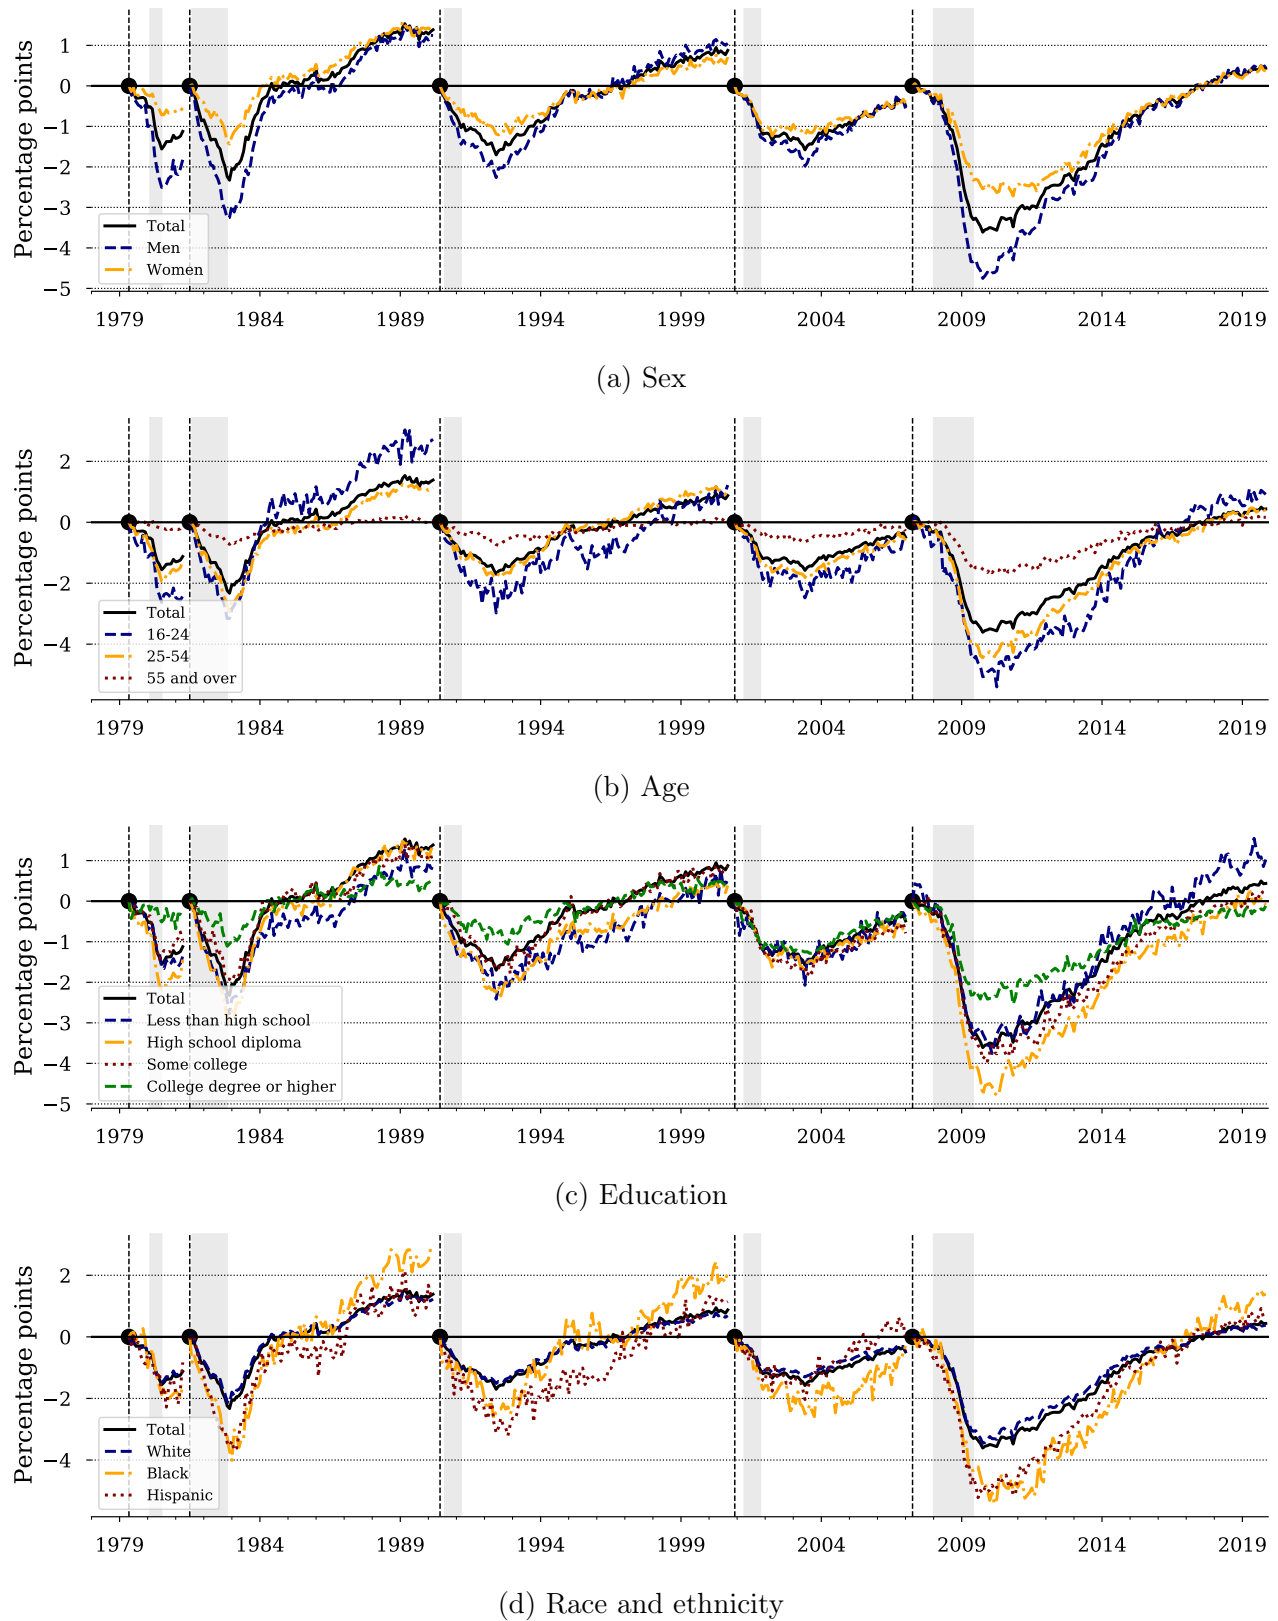 Percentage points
1
0
−1
−2
−3
−4
−5
Total
Men
Women
1979
1984
1989
1994
1999
2004
2009
2014
2019
(a) Sex
Percentage points
2
0
−2
−4
Total
16-24
25-54
55 and over
1979
1984
1989
1994
1999
2004
2009
2014
2019
(b) Age
Percentage points
1
0
−1
−2
−3
−4
−5
Total
Less than high school
High school diploma
Some college
College degree or higher
1979
1984
1989
1994
1999
2004
2009
2014
2019
(c) Education
Percentage points
2
0
−2
−4
Total
White
Black
Hispanic
1979
1984
1989
1994
1999
2004
2009
2014
2019
(d) Race and ethnicity